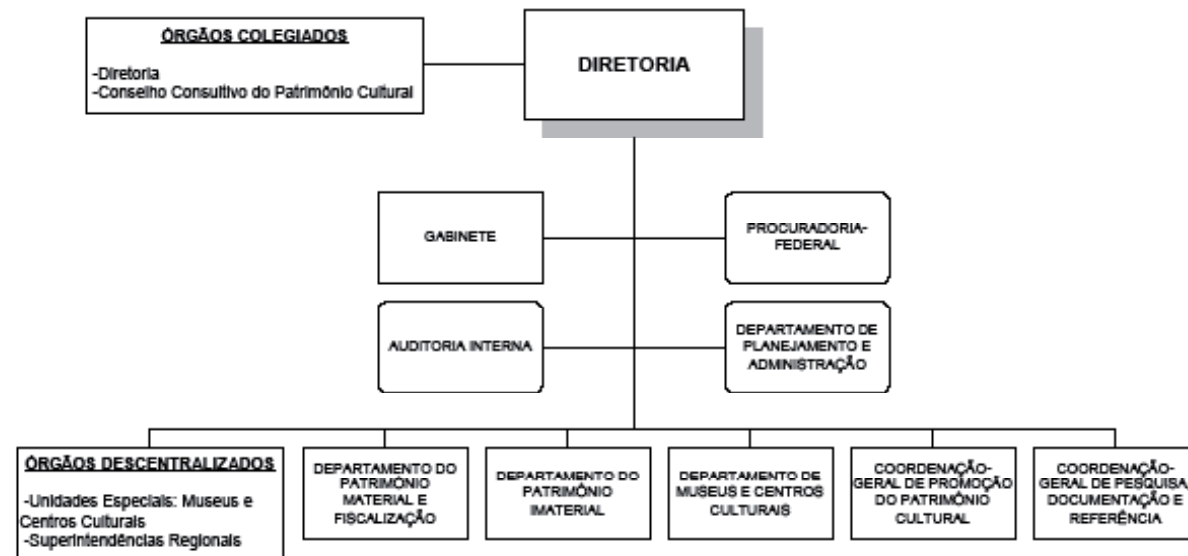 ÓRGÃOS COLEGIADOS
-Diretoria
-Conselho Consultivo do Patrimônio Cultural
DIRETORIA
GABINETE
PROCURADORIA-
FEDERAL
AUDITORIA INTERNA
DEPARTAMENTO DE
PLANEJAMENTO E
ADMINISTRAÇÃO
ÓRGÃOS DESCENTRALIZADOS
-Unidades Especiais: Museus e
Centros Culturais
-Superintendências Regionais
DEPARTAMENTO DO
PATRIMÔNIO
MATERIAL E
FISCALIZAÇÃO
DEPARTAMENTO DO
PATRIMÔNIO
IMATERIAL
DEPARTAMENTO DE
MUSEUS E CENTROS
CULTURAIS
COORDENAÇÃO-
GERAL DE PROMOÇÃO
DO PATRIMÔNIO
CULTURAL
COORDENAÇÃO-
GERAL DE PESQUISA,
DOCUMENTAÇÃO E
REFERÊNCIA